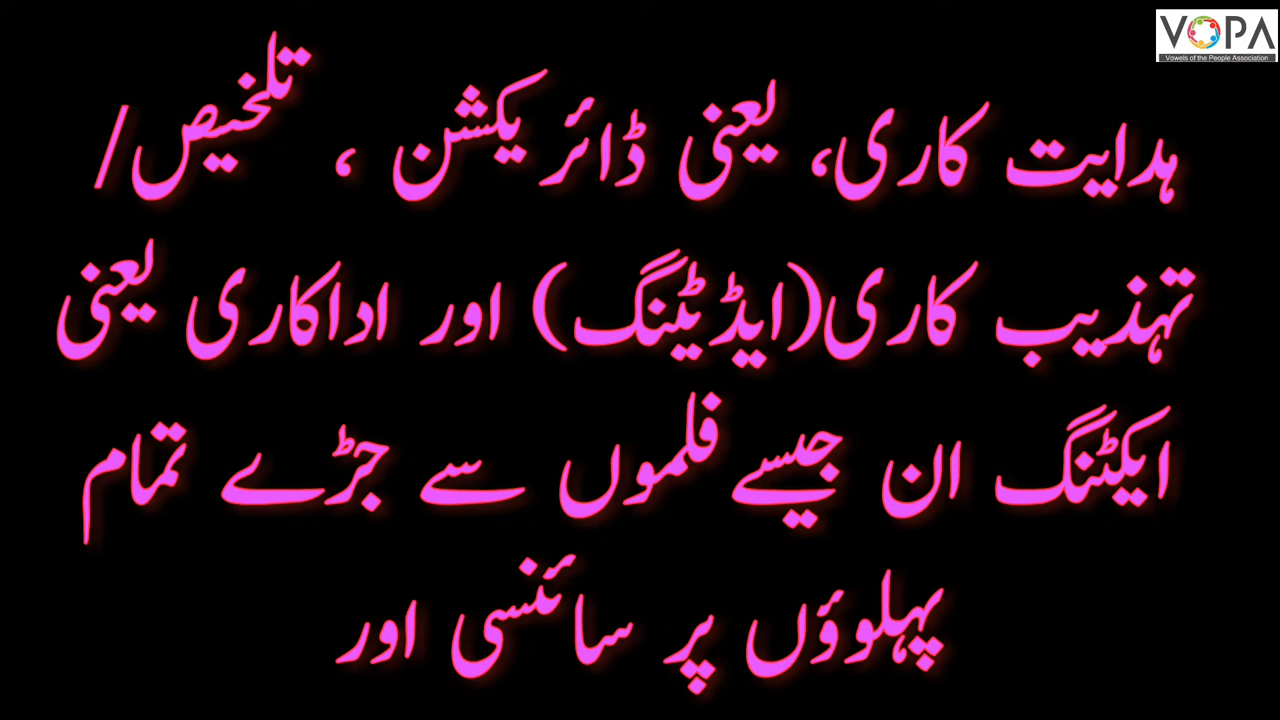 VOPA
Vowels of the People Association
ہدایت کاری، یعنی ڈائریکشن ، تلخیص/
تہذیب کاری(ایڈیٹینگ) اور اداکاری یعنی
ایکٹنگ ان جیسے فلموں سے جڑے تمام
پہلوؤں پر سائنسی اور